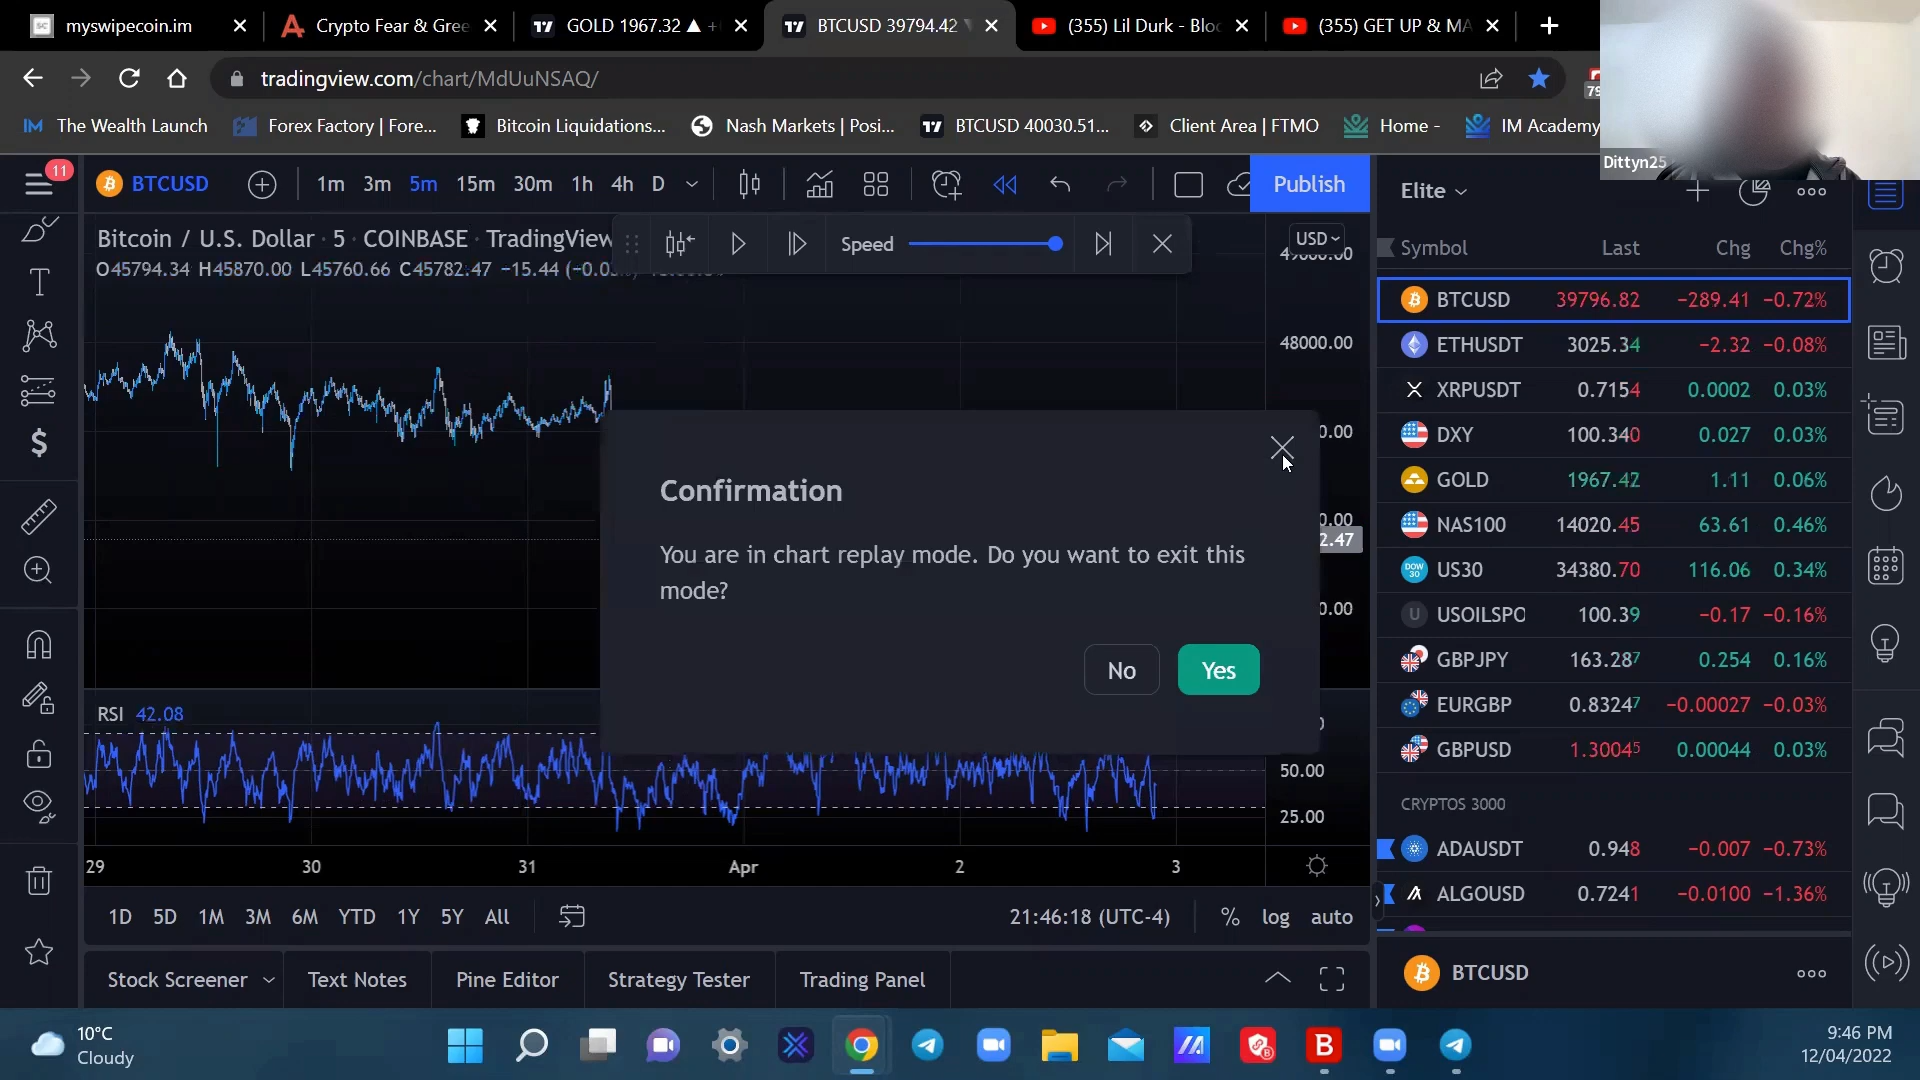 myswipecoin.im
Crypto Fear & Gree
GOLD 1967.32 ▲ +
BTCUSD 39794.42
(355) Lil Durk - Blo
(355) GET UP & MA
tradingview.com/chart/MdUuNSAQ/
79
IM The Wealth Launch
Forex Factory | Fore...
Bitcoin Liquidations...
Nash Markets | Posi...
BTCUSD 40030.51...
Client Area | FTMO
Home -
IM Academy
Dittyn25
11
BTCUSD
1m 3m 5m 15m 30m 1h 4h D
Publish
Elite
Bitcoin / U.S. Dollar · 5 · COINBASE · TradingView
Speed
USD
O45794.34 H45870.00 L45760.66 C45782.47 −15.44
Symbol Last Chg Chg%
BTCUSD 39796.82 −289.41 −0.72%
ETHUSDT 3025.34 −2.32 −0.08%
XRPUSDT 0.7154 0.0002 0.03%
DXY 100.340 0.027 0.03%
GOLD 1967.42 1.11 0.06%
NAS100 14020.45 63.61 0.46%
US30 34380.70 116.06 0.34%
USOILSPO 100.39 −0.17 −0.16%
GBPJPY 163.287 0.254 0.16%
EURGBP 0.83247 −0.00027 −0.03%
GBPUSD 1.30045 0.00044 0.03%
CRYPTOS 3000
ADAUSDT 0.948 −0.007 −0.73%
ALGOUSD 0.7241 −0.0100 −1.36%
BTCUSD
48000.00
0.00
0.00
2.47
0.00
Confirmation
You are in chart replay mode. Do you want to exit this
mode?
No
Yes
RSI 42.08
50.00
25.00
29 30 31 Apr 2 3
1D 5D 1M 3M 6M YTD 1Y 5Y All
21:46:18 (UTC-4)
% log auto
Stock Screener
Text Notes
Pine Editor
Strategy Tester
Trading Panel
10°C
Cloudy
9:46 PM
12/04/2022